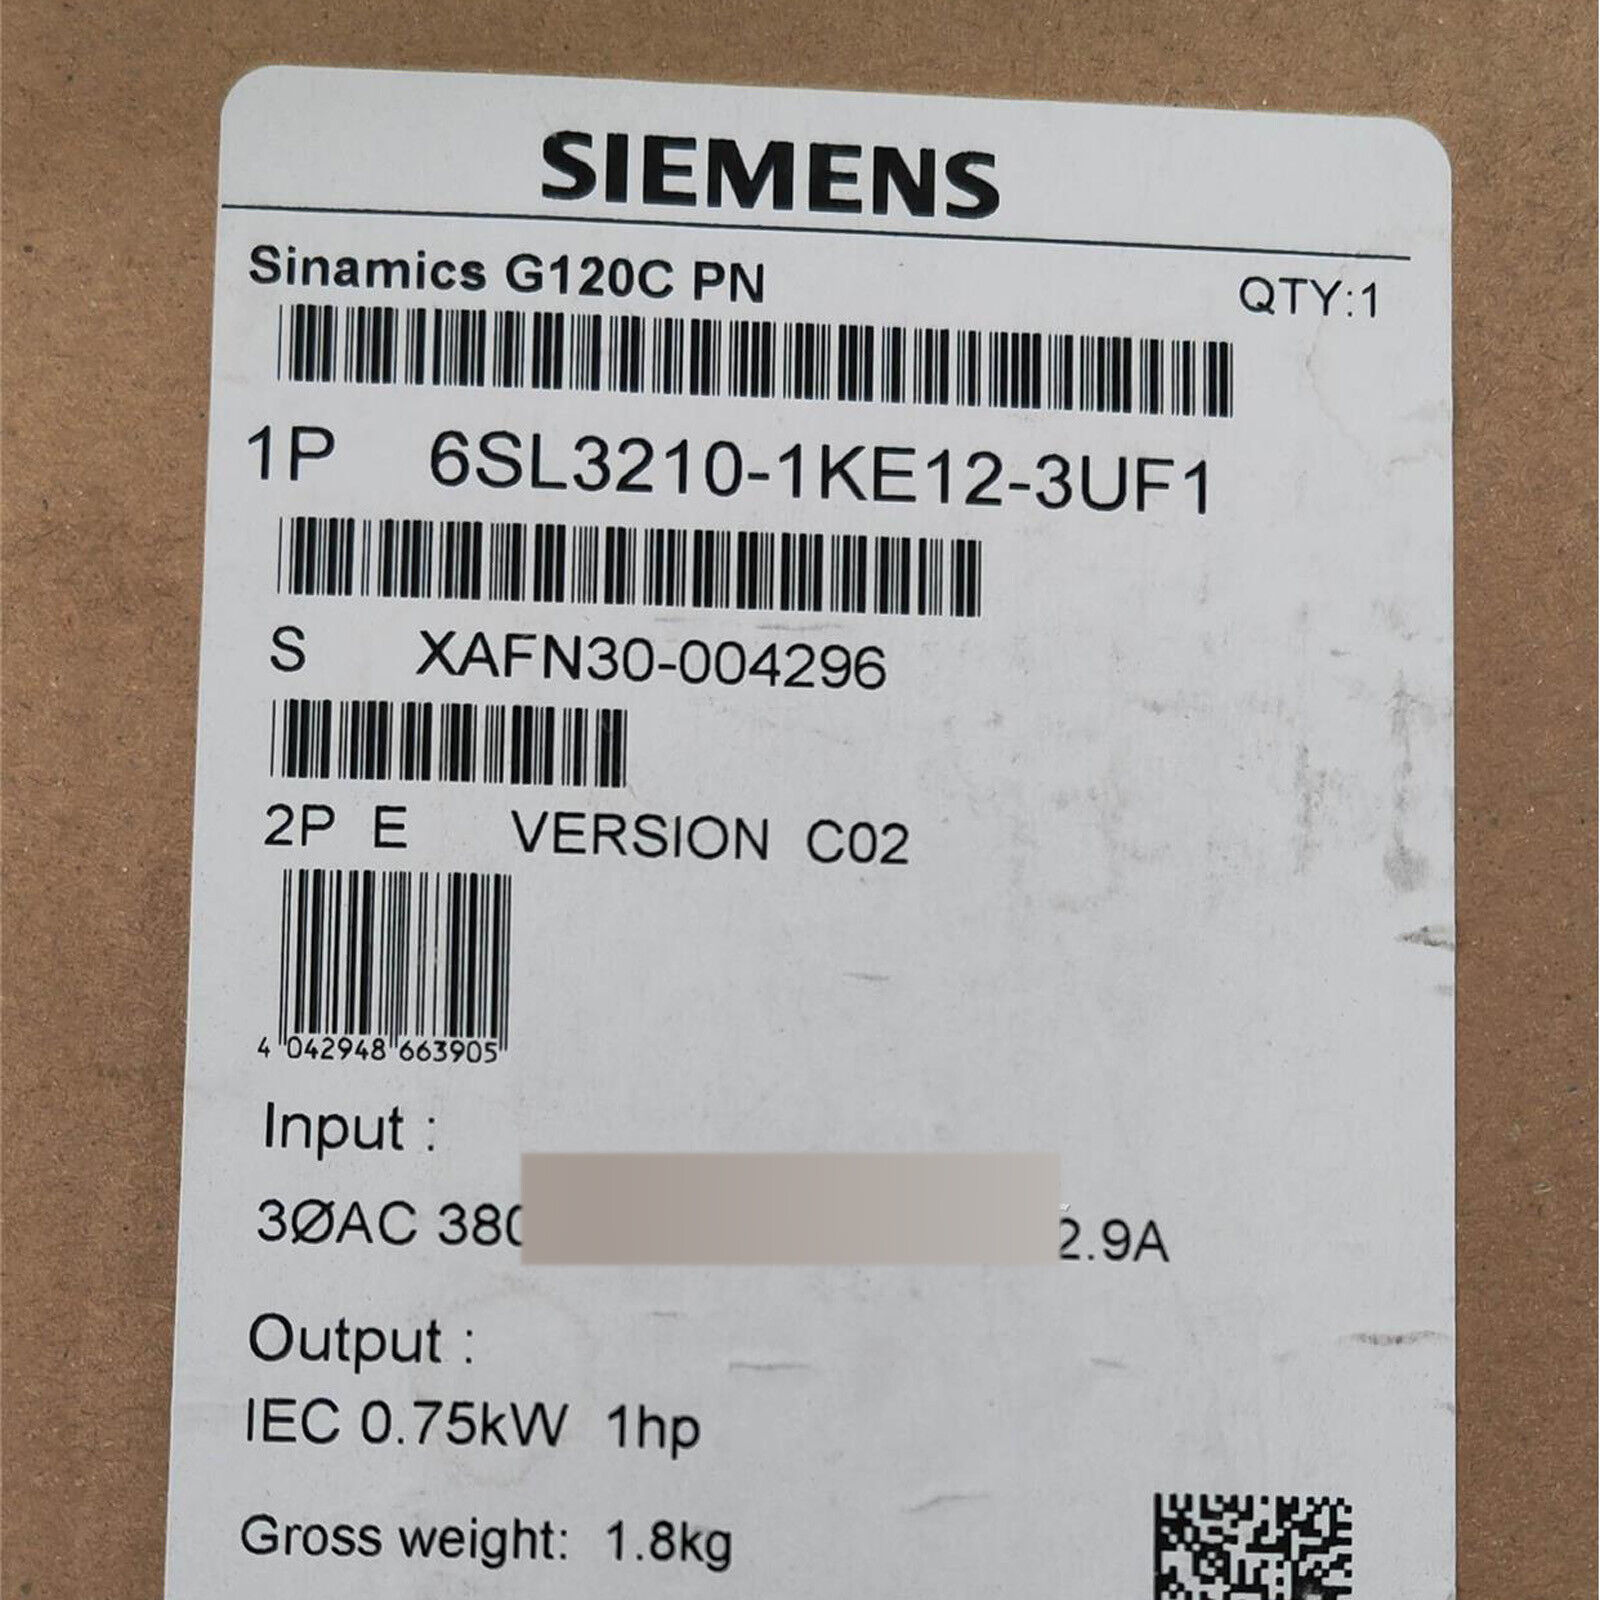 SIEMENS
Sinamics G120C PN
QTY:1
1P 6SL3210-1KE12-3UF1
S XAFN30-004296
2P E VERSION C02
4 042948 663905
Input :
3ØAC 380 2.9A
Output :
IEC 0.75kW 1hp
Gross weight: 1.8kg